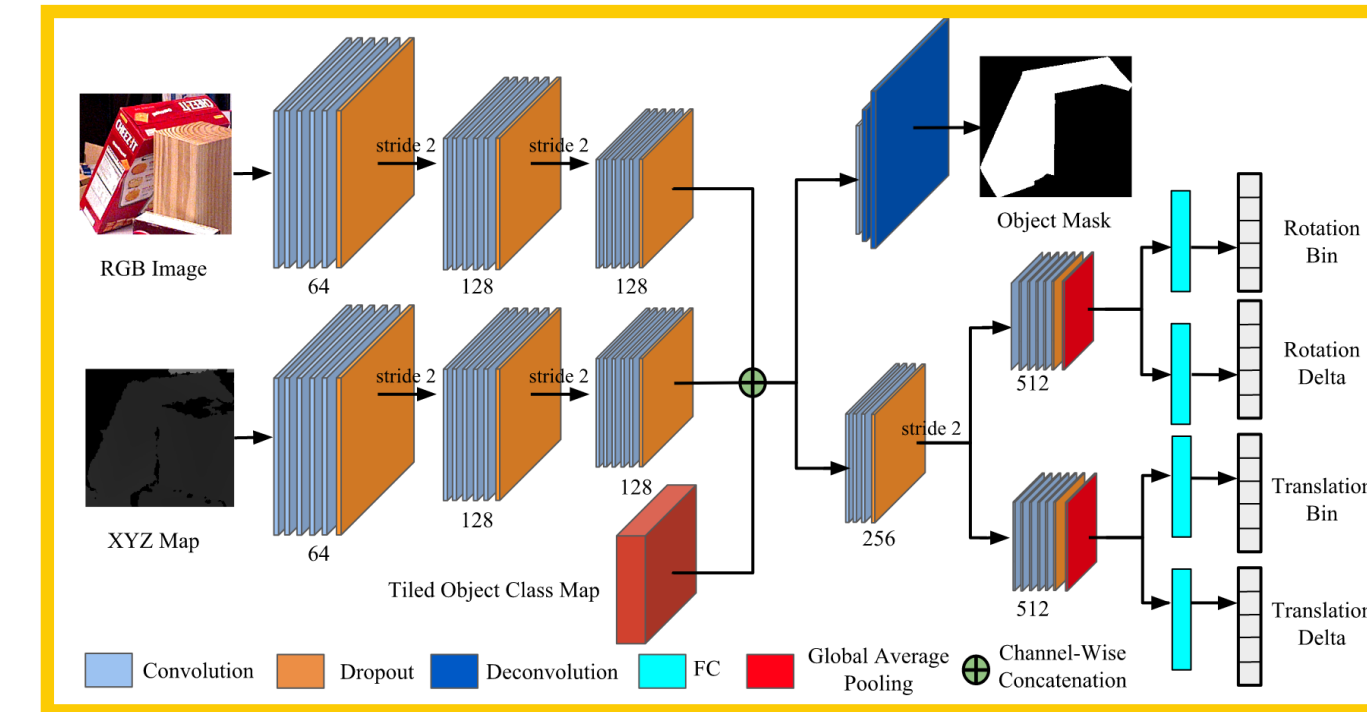 CHEEZ-IT
RGB Image
64
stride 2
128
stride 2
128
XYZ Map
64
stride 2
128
stride 2
128
Tiled Object Class Map
Object Mask
256
stride 2
512
512
Rotation
Bin
Rotation
Delta
Translation
Bin
Translation
Delta
Convolution
Dropout
Deconvolution
FC
Global Average
Pooling
Channel-Wise
Concatenation